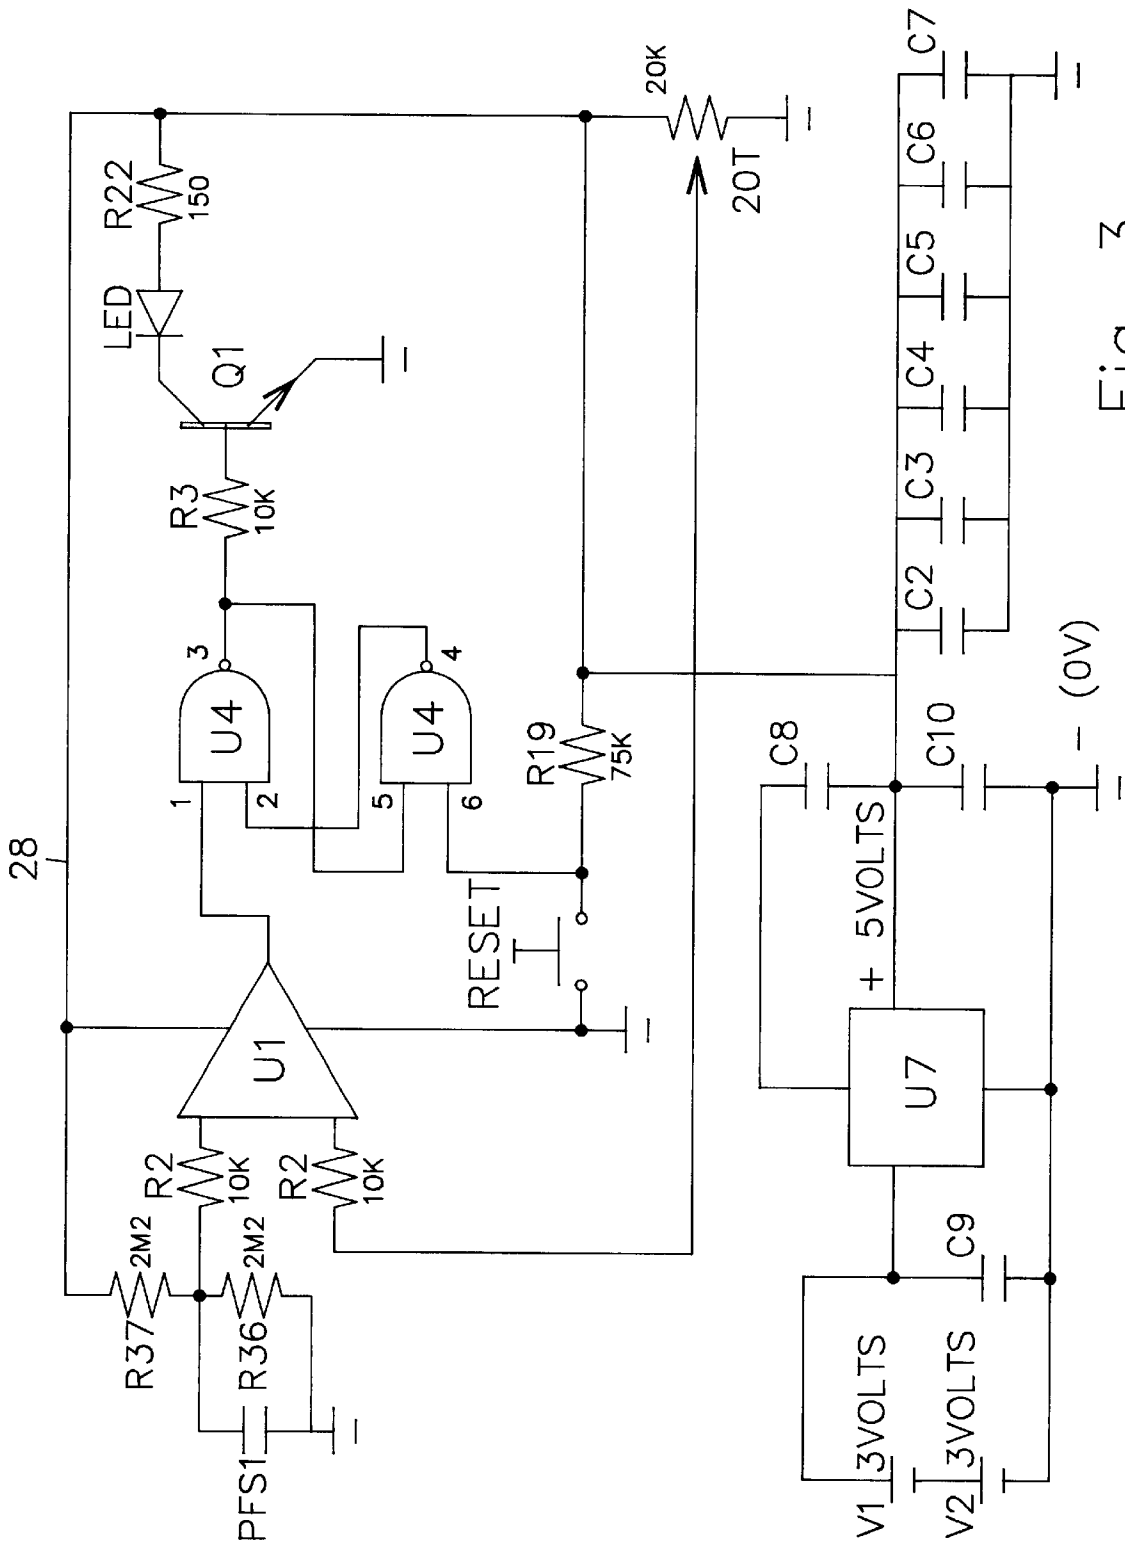 28
R37
2M2
R2
10K
R36
2M2
PFS1
R2
10K
U1
1
2
U4
3
5
6
U4
4
RESET
R19
75K
R3
10K
Q1
LED
R22
150
20K
20T
V1 3VOLTS
V2 3VOLTS
C9
U7
+ 5VOLTS
C8
C10
- (0V)
C2
C3
C4
C5
C6
C7